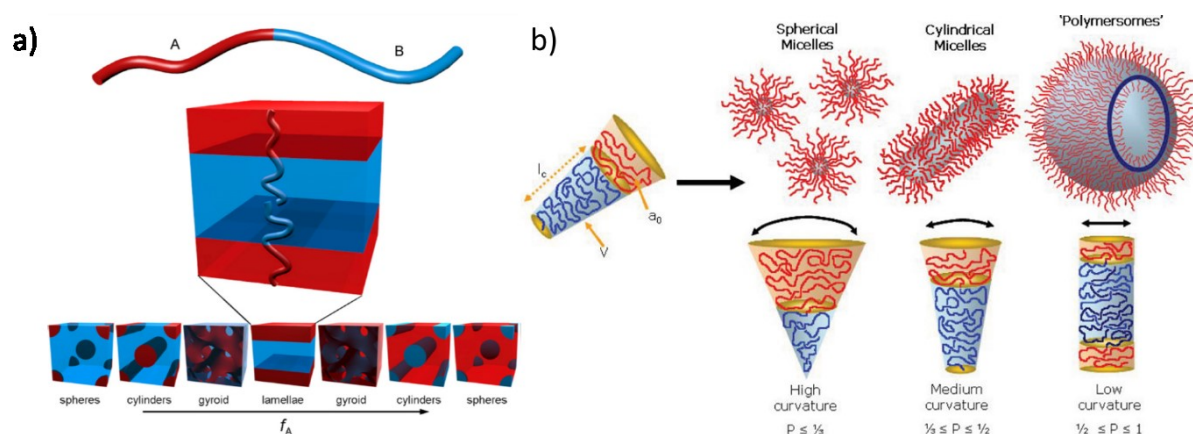 a)
A
B
spheres
cylinders
gyroid
lamellae
gyroid
cylinders
spheres
fA
b)
Spherical
Micelles
Cylindrical
Micelles
'Polymersomes'
lc
a0
V
High
curvature
P ≤ ⅓
Medium
curvature
⅓ ≤ P ≤ ½
Low
curvature
½ ≤ P ≤ 1